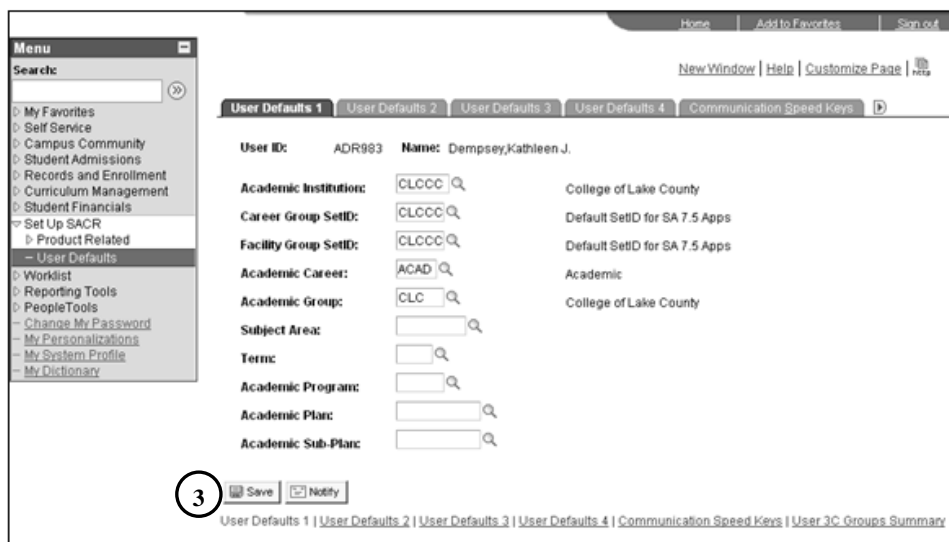 Home | Add to Favorites | Sign out
Menu
Search:
New Window | Help | Customize Page | http
My Favorites
Self Service
Campus Community
Student Admissions
Records and Enrollment
Curriculum Management
Student Financials
Set Up SACR
Product Related
– User Defaults
Worklist
Reporting Tools
PeopleTools
– Change My Password
– My Personalizations
– My System Profile
– My Dictionary
User Defaults 1 User Defaults 2 User Defaults 3 User Defaults 4 Communication Speed Keys
User ID: ADR983 Name: Dempsey,Kathleen J.
Academic Institution: CLCCC College of Lake County
Career Group SetID: CLCCC Default SetID for SA 7.5 Apps
Facility Group SetID: CLCCC Default SetID for SA 7.5 Apps
Academic Career: ACAD Academic
Academic Group: CLC College of Lake County
Subject Area:
Term:
Academic Program:
Academic Plan:
Academic Sub-Plan:
3 Save Notify
User Defaults 1 | User Defaults 2 | User Defaults 3 | User Defaults 4 | Communication Speed Keys | User 3C Groups Summary